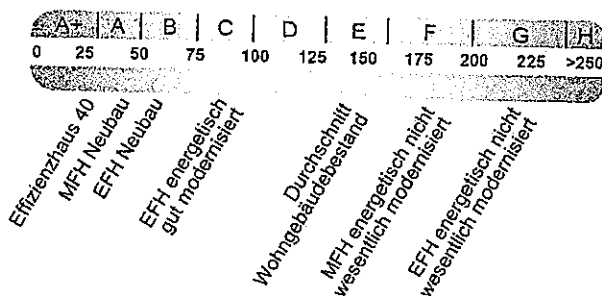 A+ A B C D E F G H
0 25 50 75 100 125 150 175 200 225 >250
Effizienzhaus 40
MFH Neubau
EFH Neubau
EFH energetisch
gut modernisiert
Durchschnitt
Wohngebäudebestand
MFH energetisch nicht
wesentlich modernisiert
EFH energetisch nicht
wesentlich modernisiert